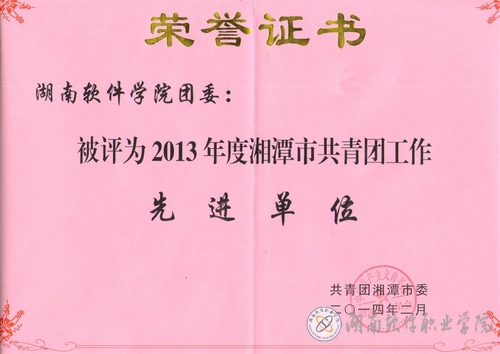 荣誉证书
湖南软件学院团委：
被评为2013年度湘潭市共青团工作
先进单位
共青团湘潭市委
二〇一四年二月
湖南软件职业学院